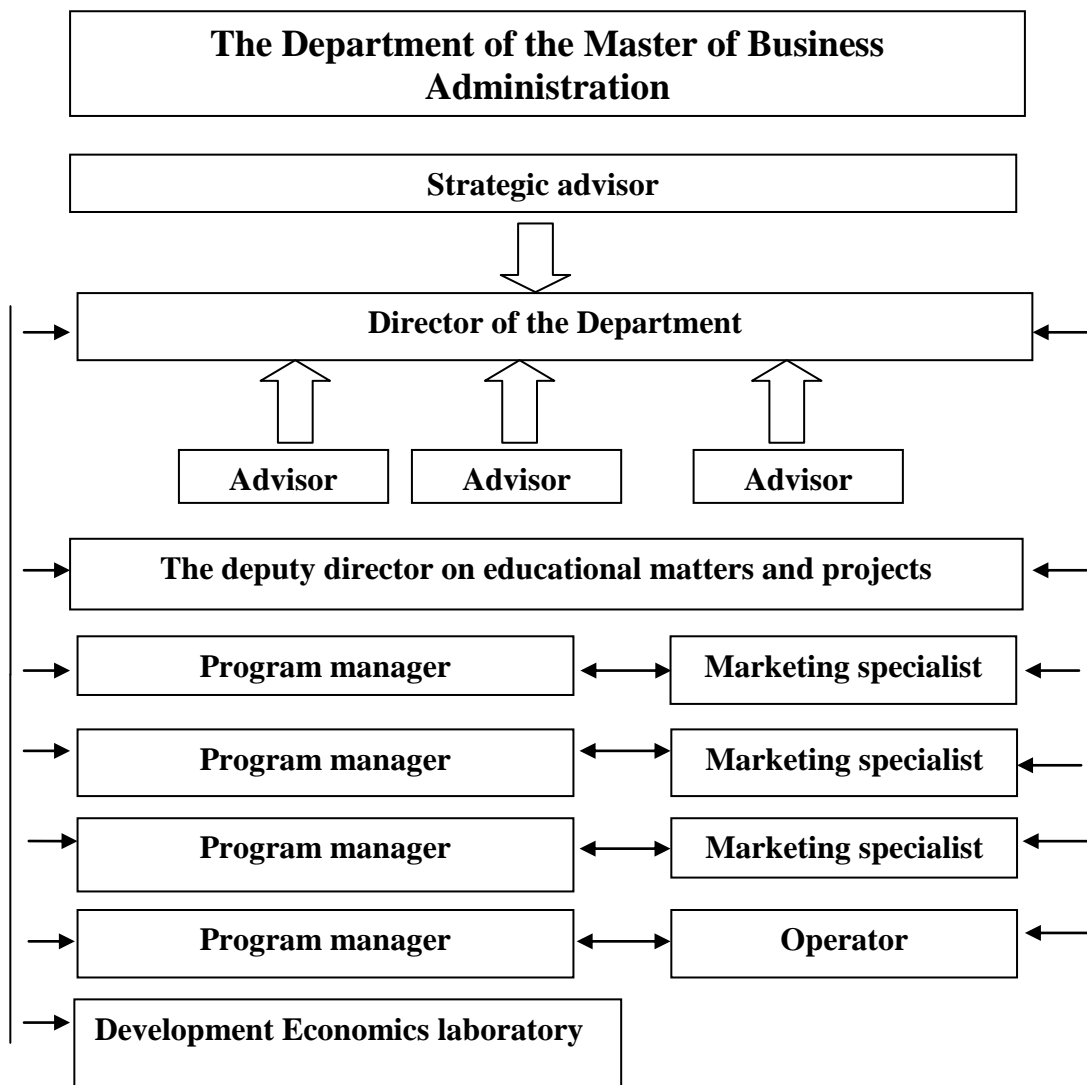 The Department of the Master of Business
Administration
Strategic advisor
Director of the Department
Advisor
Advisor
Advisor
The deputy director on educational matters and projects
Program manager
Marketing specialist
Program manager
Marketing specialist
Program manager
Marketing specialist
Program manager
Operator
Development Economics laboratory